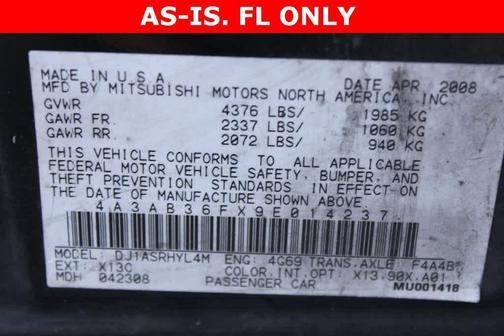 AS-IS. FL ONLY
MADE IN U.S.A DATE APR 2008
MFD BY MITSUBISHI MOTORS NORTH AMERICA, INC
GVWR 4376 LBS/ 1985 KG
GAWR FR. 2337 LBS/ 1060 KG
GAWR RR. 2072 LBS/ 940 KG
THIS VEHICLE CONFORMS TO ALL APPLICABLE
FEDERAL MOTOR VEHICLE SAFETY, BUMPER, AND
THEFT PREVENTION STANDARDS IN EFFECT ON
THE DATE OF MANUFACTURE SHOWN ABOVE.
4A3AB36FX9E014237
MODEL: DJ1ASRHYL4M ENG: 4G69 TRANS.AXLE: F4A4B
EXT: X13C COLOR.INT.OPT: X13.90X.A01
MDH 042308 PASSENGER CAR MU001418